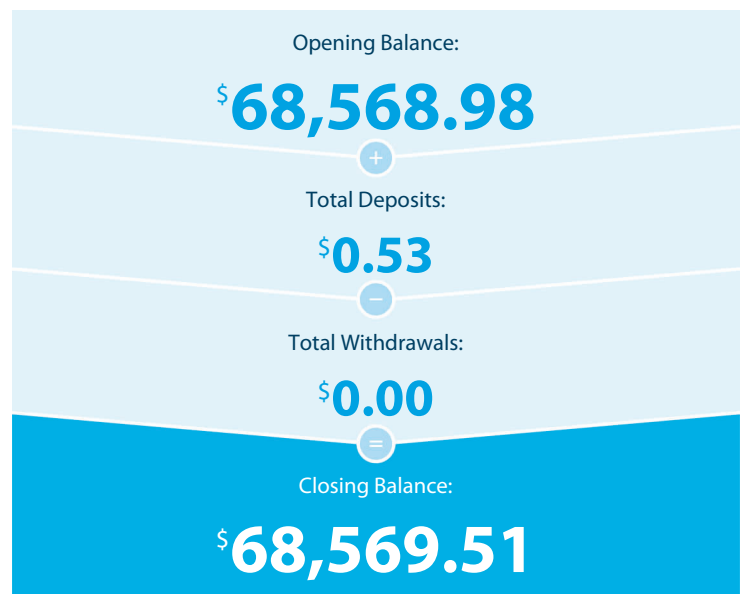 Opening Balance:
$68,568.98
+
Total Deposits:
$0.53
−
Total Withdrawals:
$0.00
=
Closing Balance:
$68,569.51